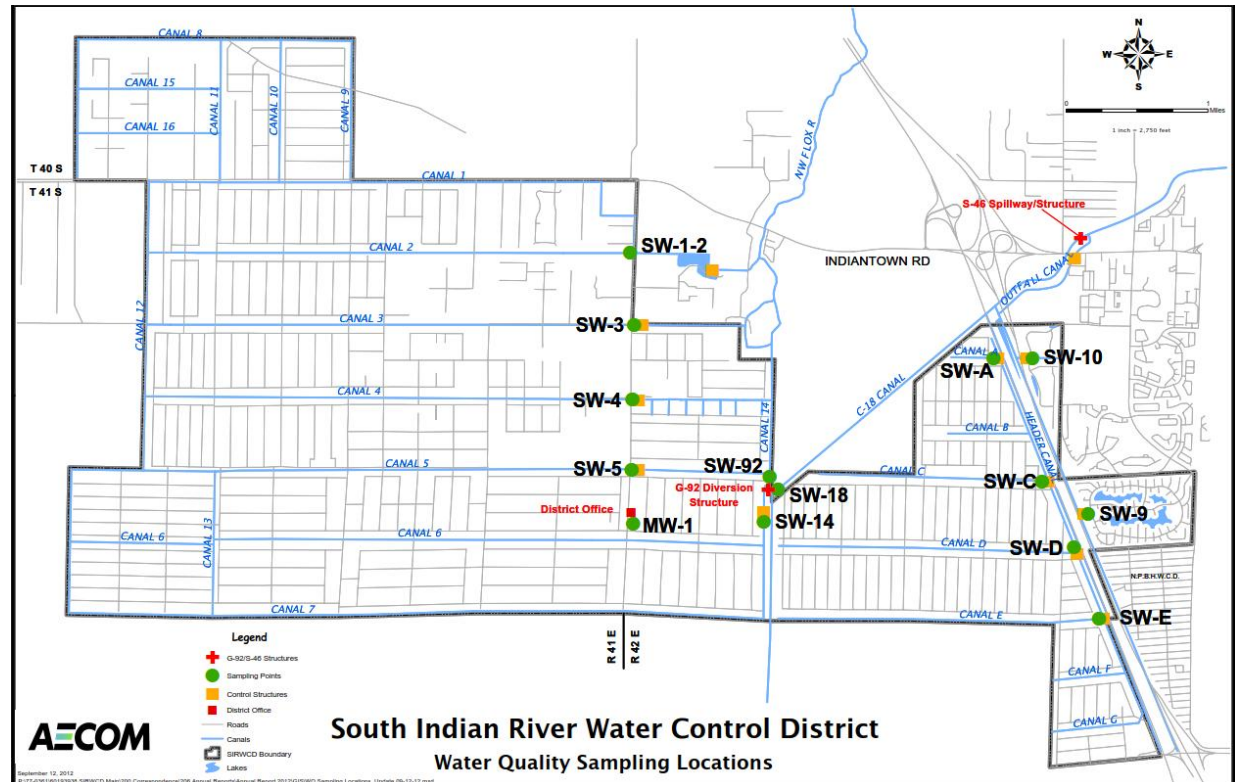 CANAL 8
CANAL 15
CANAL 11
CANAL 10
CANAL 9
CANAL 16
T 40 S
T 41 S
CANAL 1
NW FLOX R
N
W E
S
0 1
Miles
1 inch = 2,750 feet
S-46 Spillway/Structure
CANAL 2
SW-1-2
INDIANTOWN RD
OUTFALL CANAL
CANAL 12
CANAL 3
SW-3
CANAL A
SW-A
SW-10
C-18 CANAL
CANAL 4
SW-4
CANAL 14
CANAL B
HEADER CANAL
CANAL 5
SW-5
SW-92
CANAL C
SW-C
G-92 Diversion
Structure
SW-18
District Office
MW-1
SW-14
SW-9
CANAL 13
CANAL 6
CANAL 6
CANAL D
SW-D
N.P.B.H.W.C.D.
CANAL 7
CANAL E
SW-E
R 41 E
R 42 E
CANAL F
CANAL G
Legend
G-92/S-46 Structures
Sampling Points
Control Structures
District Office
Roads
Canals
SIRWCD Boundary
Lakes
AECOM
South Indian River Water Control District
Water Quality Sampling Locations
September 12, 2012